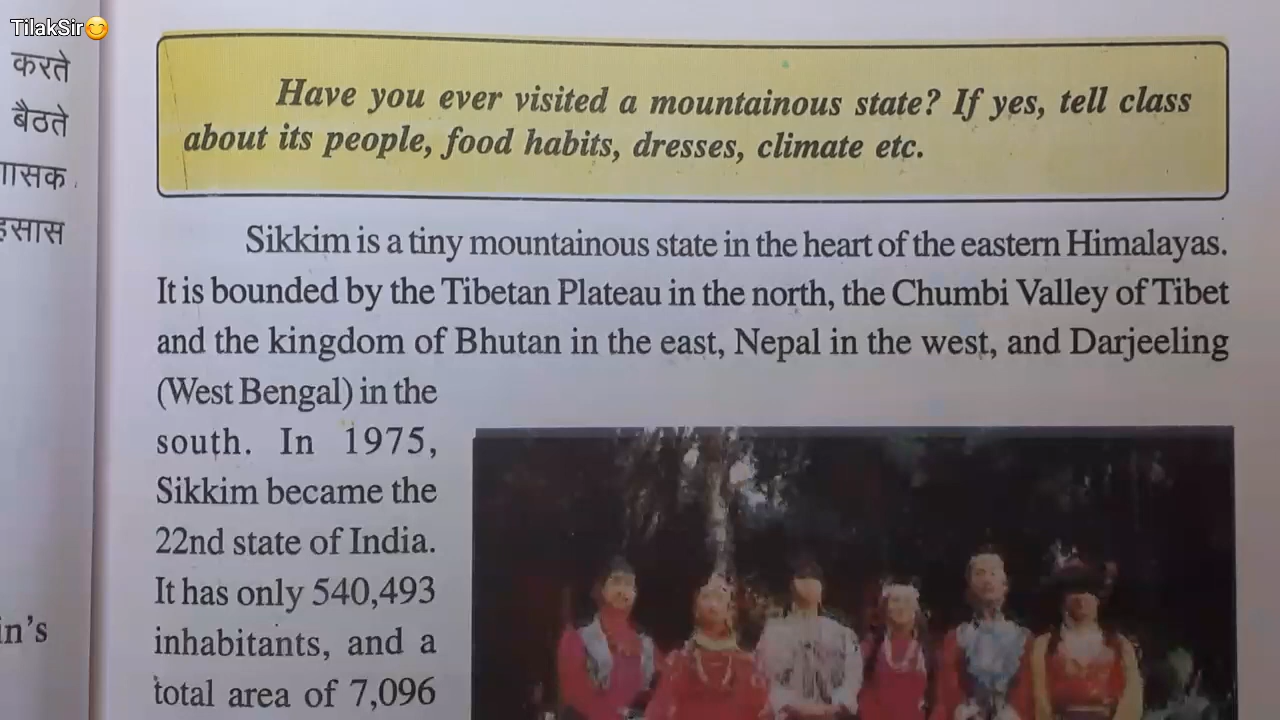 TilakSir😊
करते
बैठते
हसास
in's
Have you ever visited a mountainous state? If yes, tell class
about its people, food habits, dresses, climate etc.
Sikkim is a tiny mountainous state in the heart of the eastern Himalayas.
It is bounded by the Tibetan Plateau in the north, the Chumbi Valley of Tibet
and the kingdom of Bhutan in the east, Nepal in the west, and Darjeeling
(West Bengal) in the
south. In 1975,
Sikkim became the
22nd state of India.
It has only 540,493
inhabitants, and a
total area of 7,096